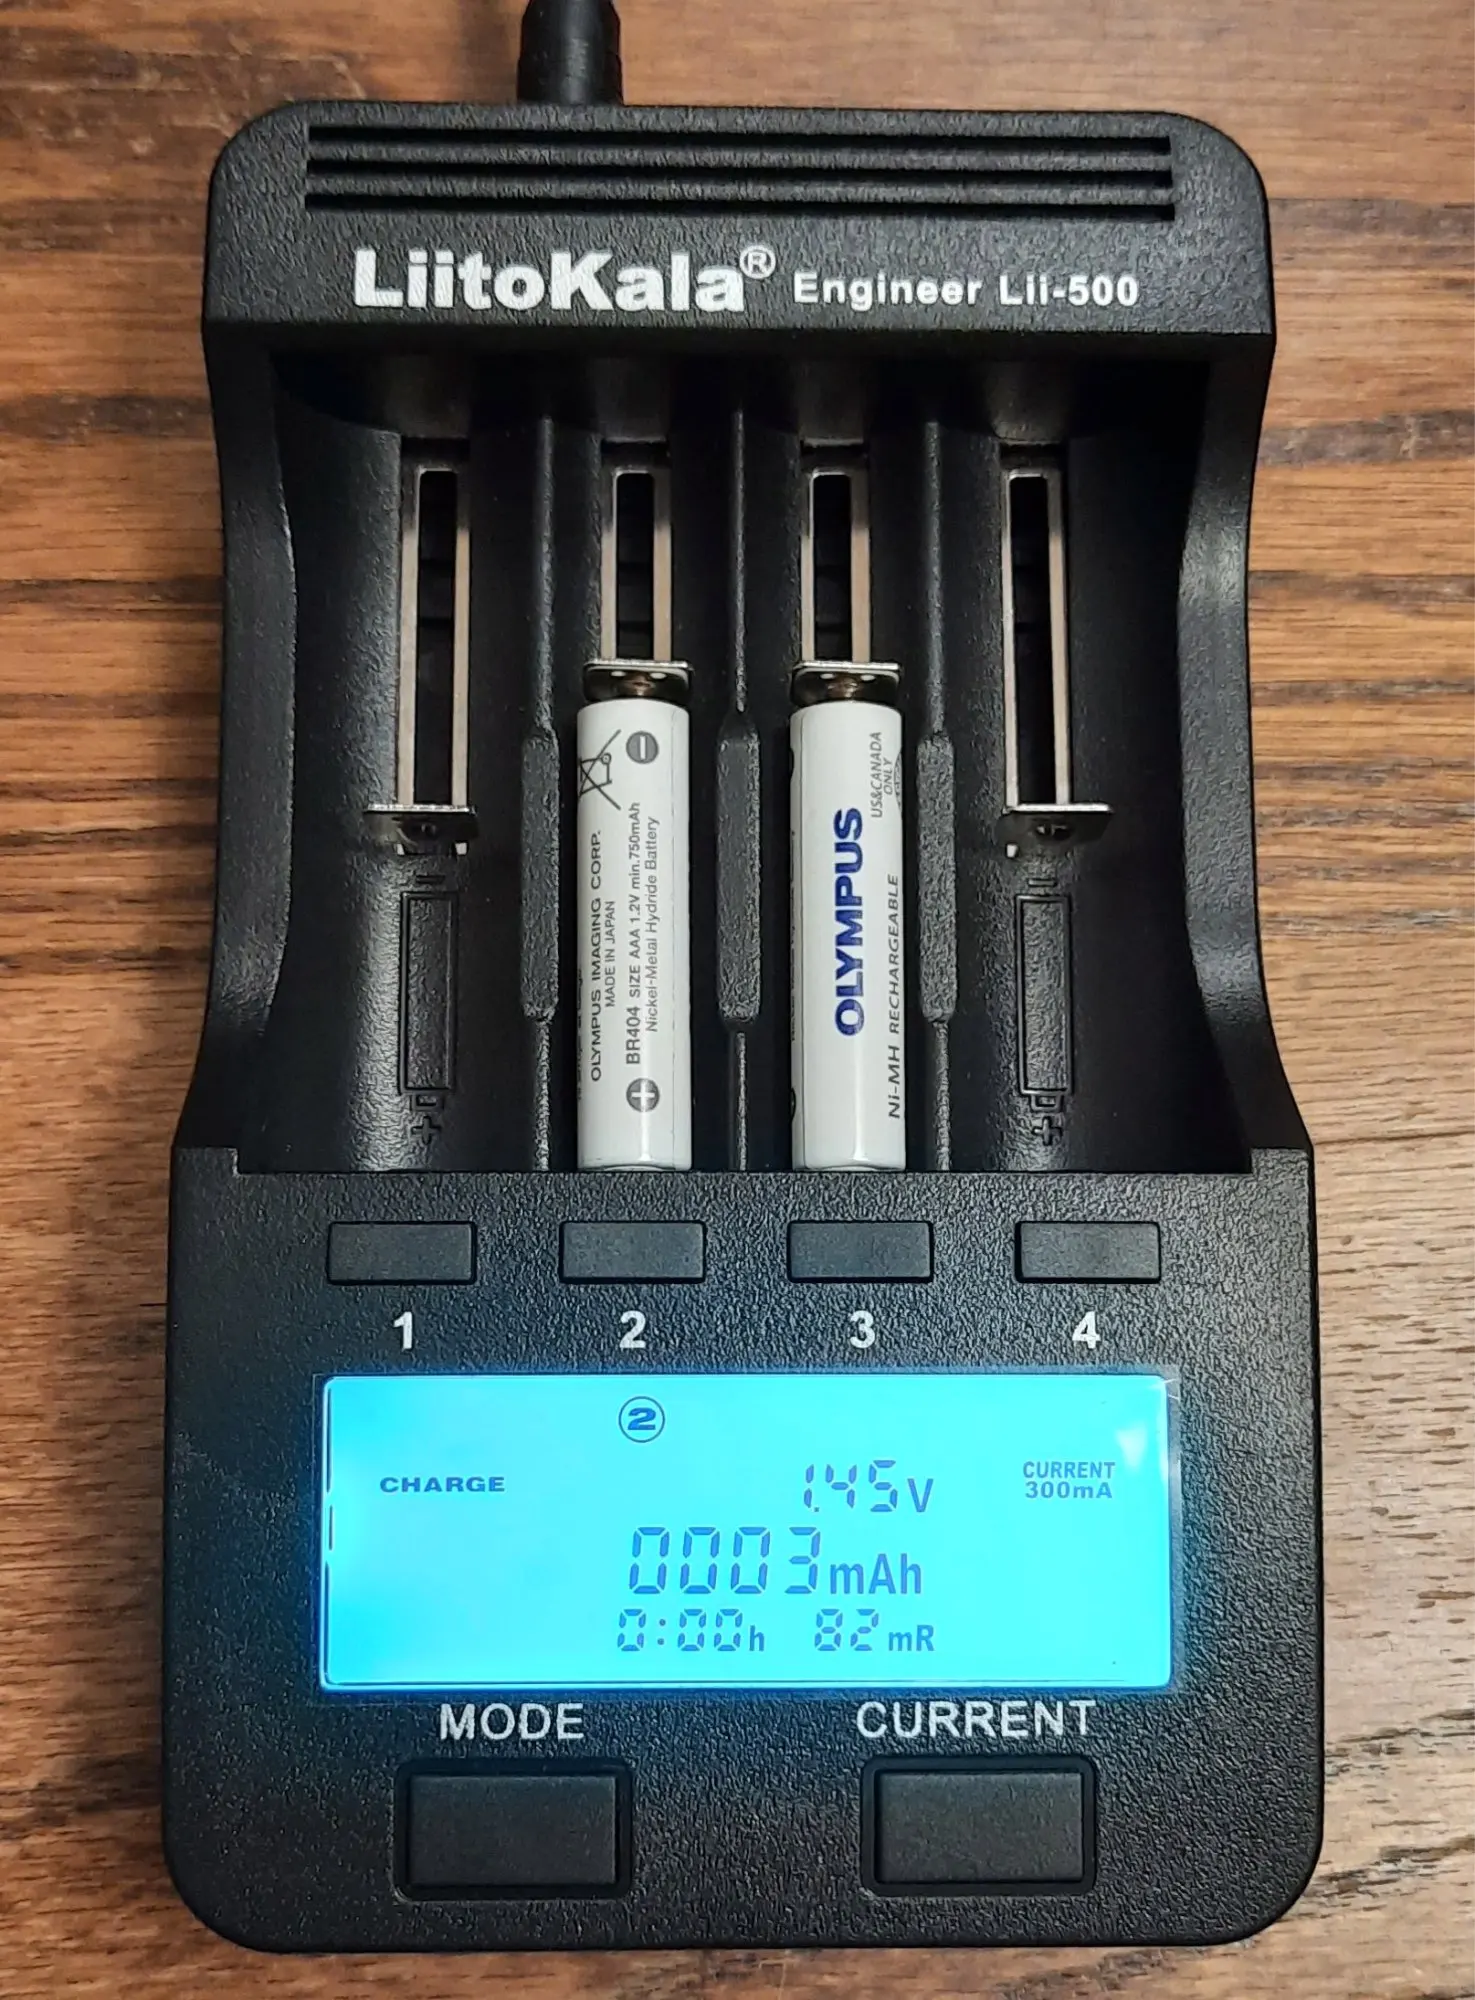 LiitoKala® Engineer Lii-500
OLYMPUS IMAGING CORP.
MADE IN JAPAN
BR404 SIZE AAA 1.2V min.750mAh
Nickel-Metal Hydride Battery
OLYMPUS
US&CANADA
ONLY
Ni-MH RECHARGEABLE
1 2 3 4
②
CHARGE 1.45V CURRENT
300mA
0003mAh
0:00h 82mR
MODE CURRENT